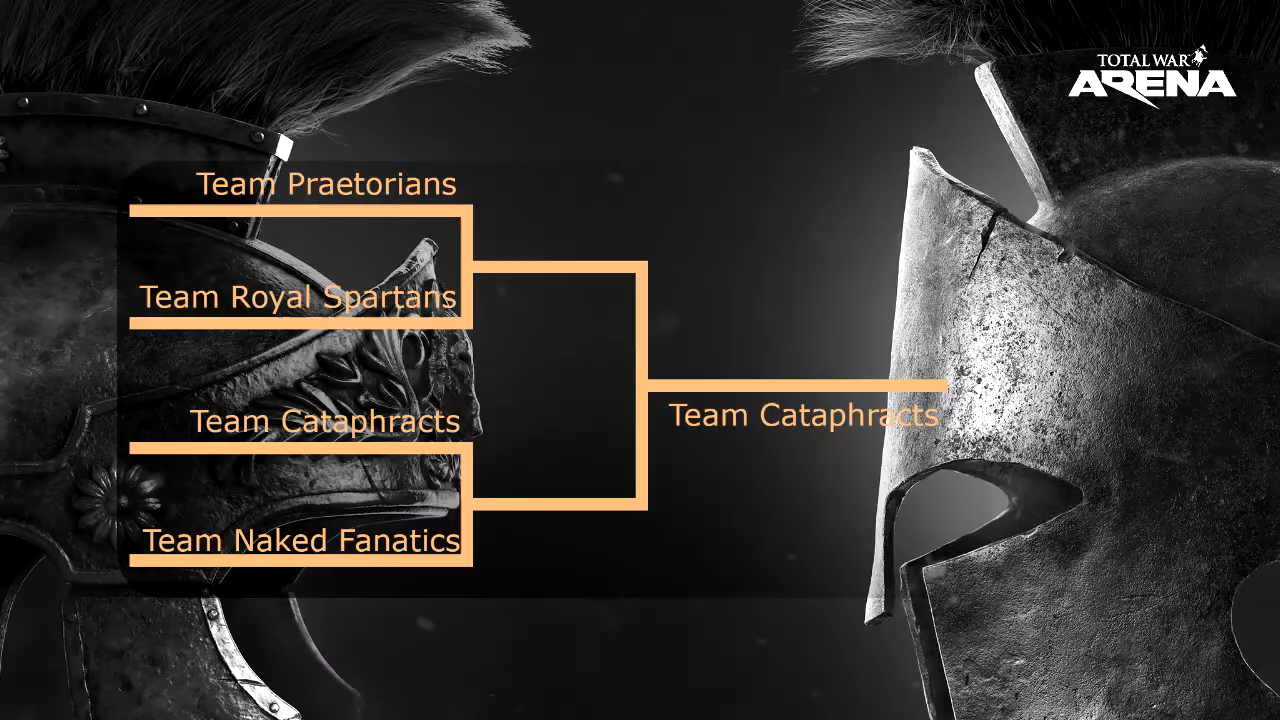 TOTAL WAR
ARENA
Team Praetorians
Team Royal Spartans
Team Cataphracts
Team Cataphracts
Team Naked Fanatics